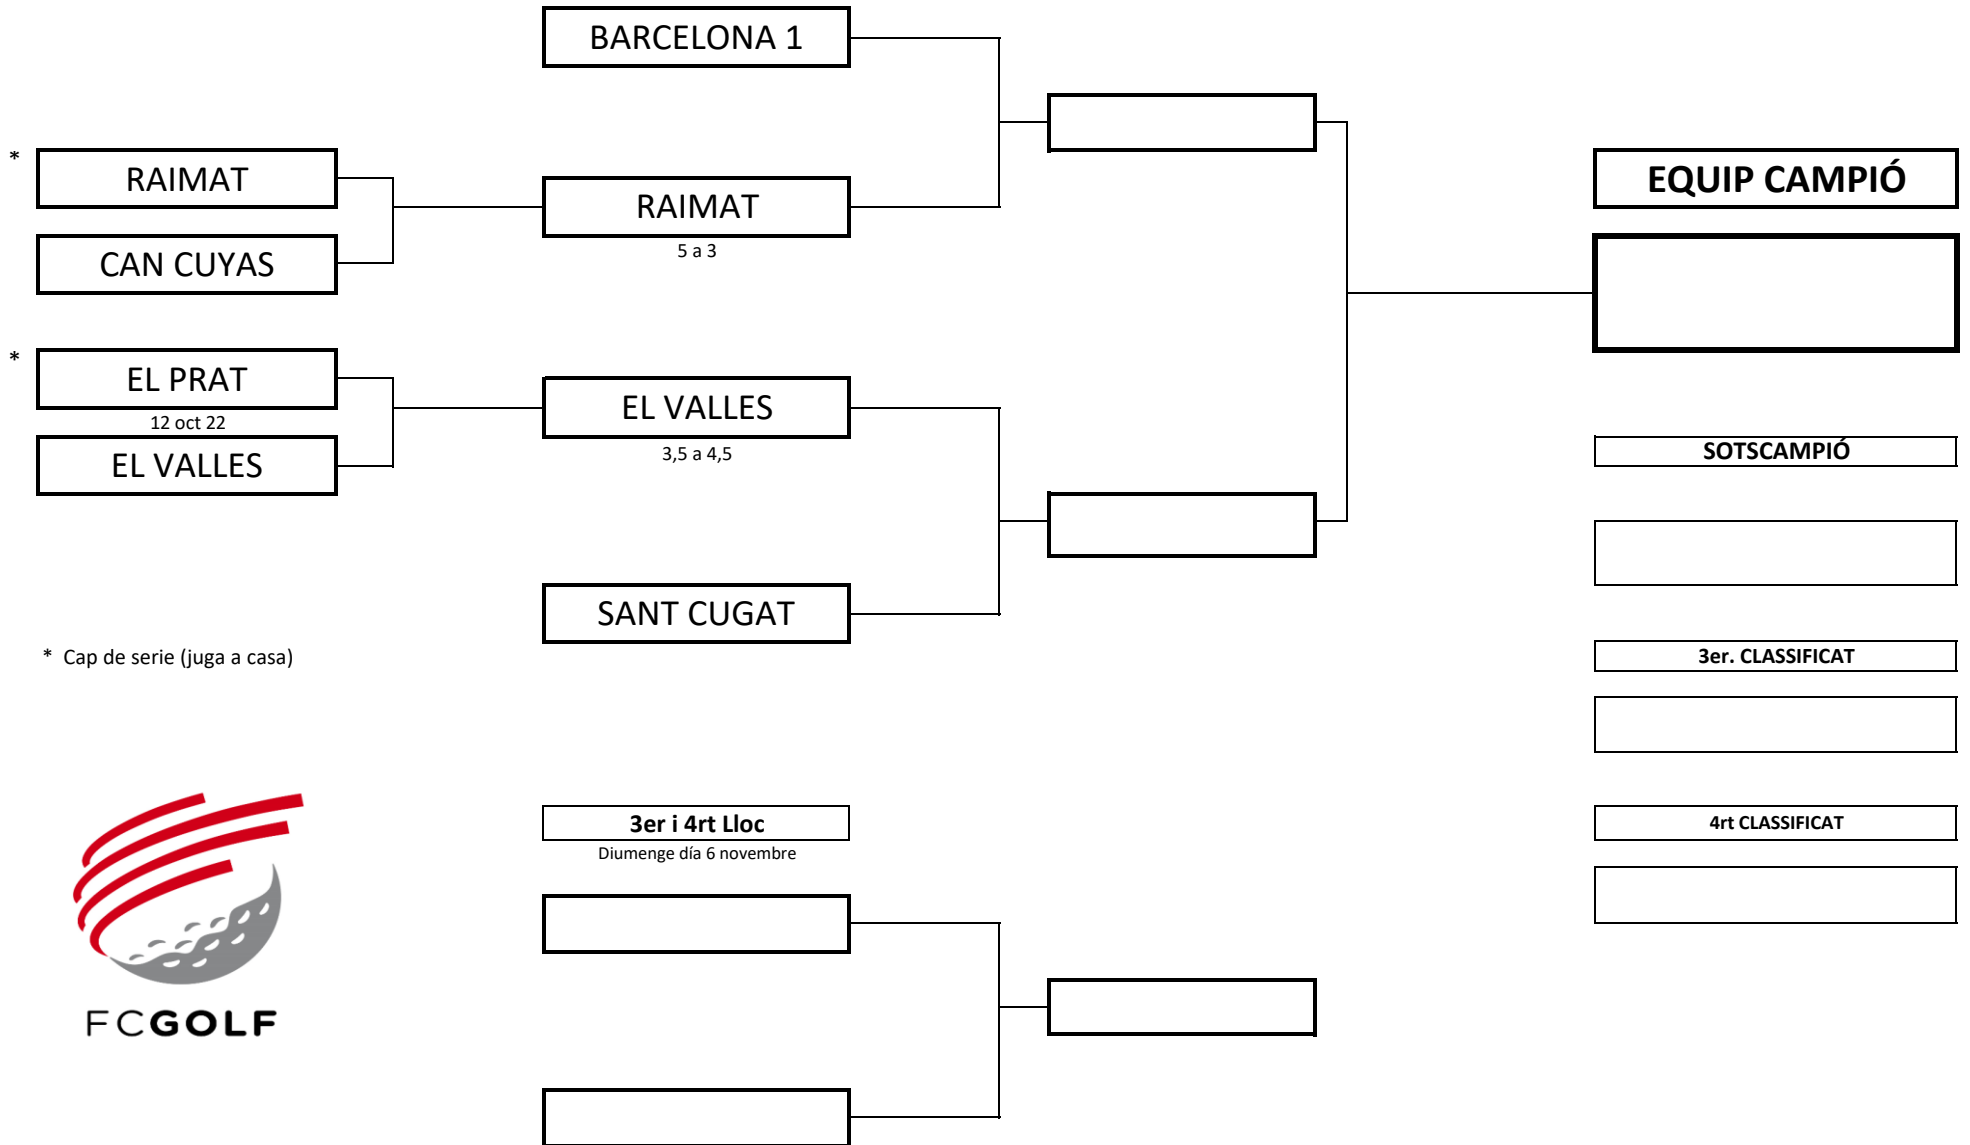 BARCELONA 1
*
RAIMAT
CAN CUYAS
RAIMAT
5 a 3
EQUIP CAMPIÓ
*
EL PRAT
12 oct 22
EL VALLES
EL VALLES
3,5 a 4,5
SOTSCAMPIÓ
SANT CUGAT
* Cap de serie (juga a casa)
3er. CLASSIFICAT
3er i 4rt Lloc
Diumenge día 6 novembre
4rt CLASSIFICAT
FCGOLF